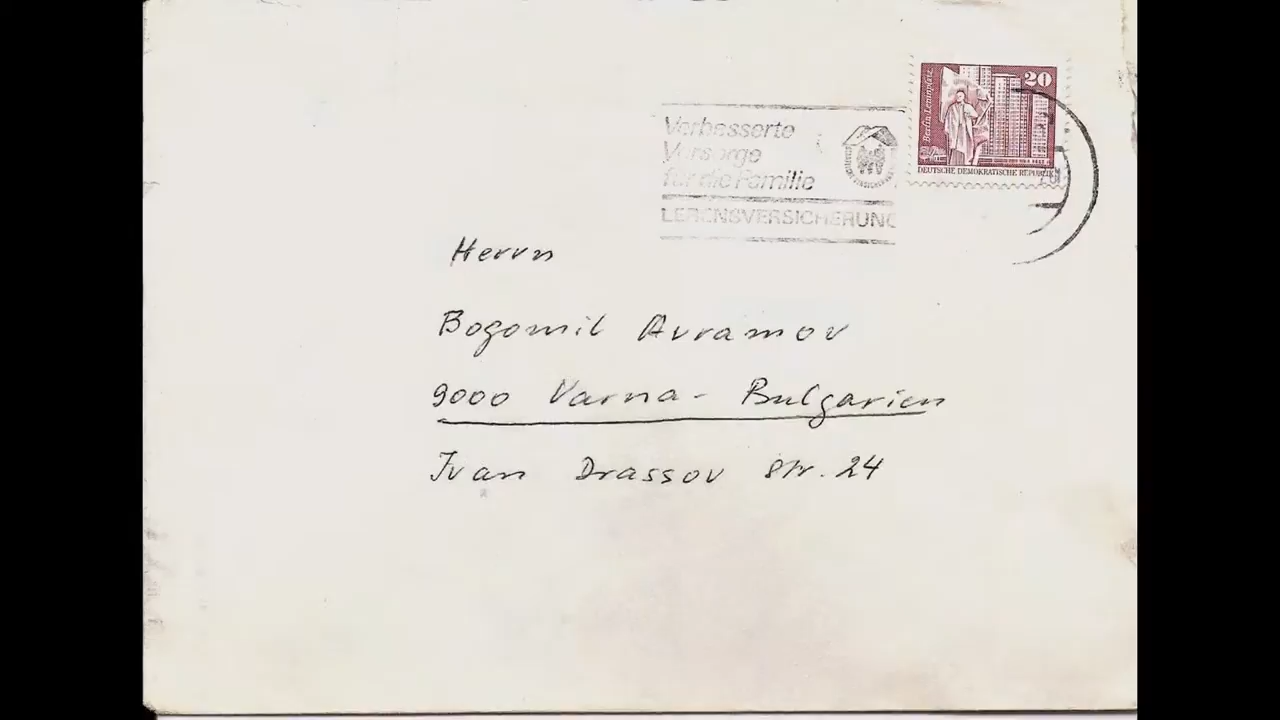 20
Berlin-Leninplatz
DEUTSCHE DEMOKRATISCHE REPUBLIK
Verbesserte
Versorge
für die Familie
LEBENSVERSICHERUNG
Herrn
Bogomil Avramov
9000 Varna - Bulgarien
Ivan Drassov Str. 24